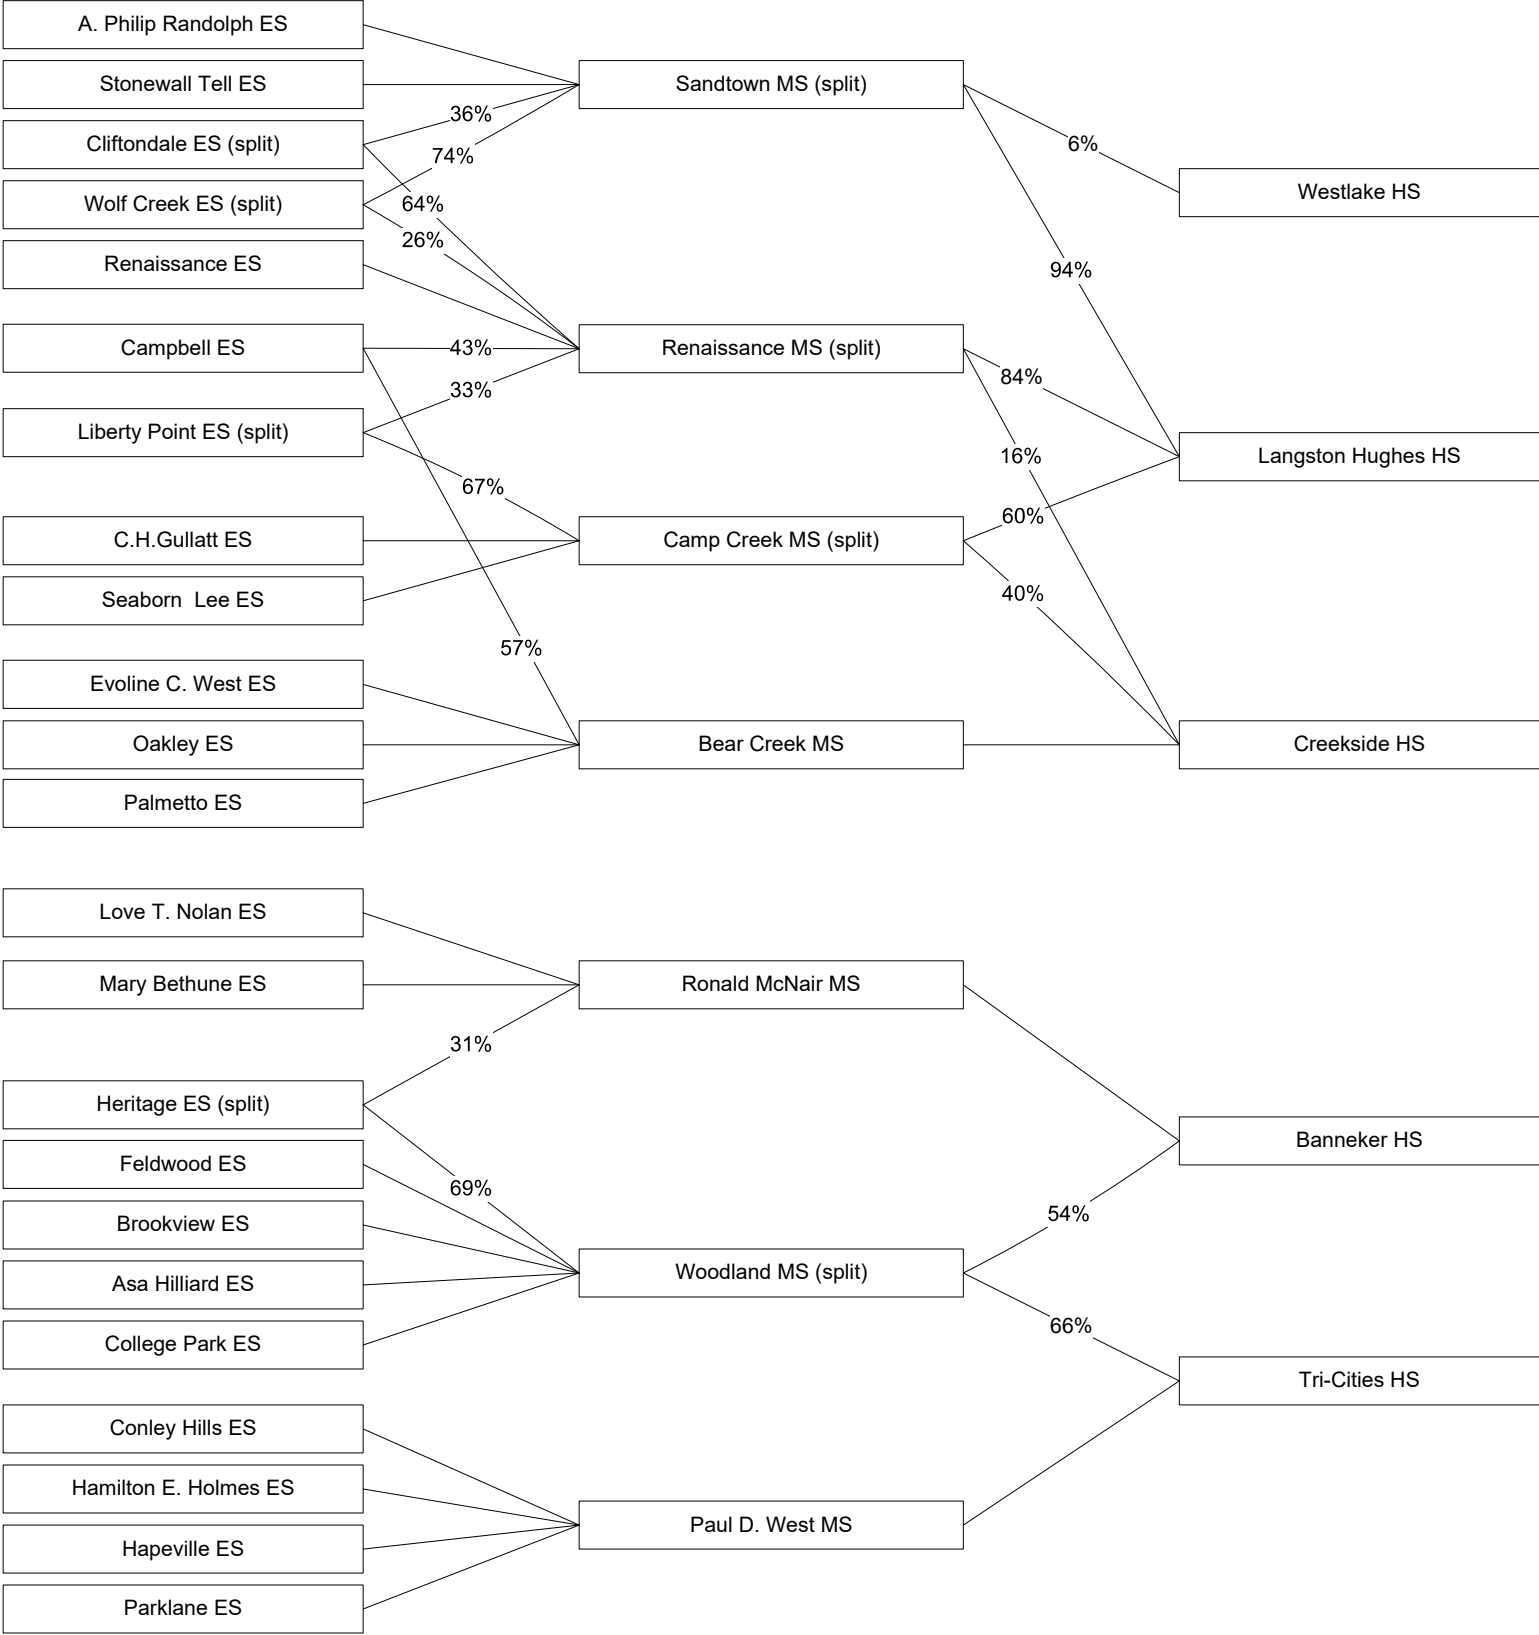 A. Philip Randolph ES
Stonewall Tell ES
Sandtown MS (split)
36%
Cliftondale ES (split)
6%
74%
Wolf Creek ES (split)
64%
Westlake HS
26%
Renaissance ES
94%
Campbell ES
43%
Renaissance MS (split)
84%
33%
Liberty Point ES (split)
16%
Langston Hughes HS
67%
60%
C.H.Gullatt ES
Camp Creek MS (split)
40%
Seaborn  Lee ES
57%
Evoline C. West ES
Oakley ES
Bear Creek MS
Creekside HS
Palmetto ES
Love T. Nolan ES
Mary Bethune ES
Ronald McNair MS
31%
Heritage ES (split)
Banneker HS
Feldwood ES
69%
54%
Brookview ES
Woodland MS (split)
Asa Hilliard ES
66%
College Park ES
Tri-Cities HS
Conley Hills ES
Hamilton E. Holmes ES
Paul D. West MS
Hapeville ES
Parklane ES